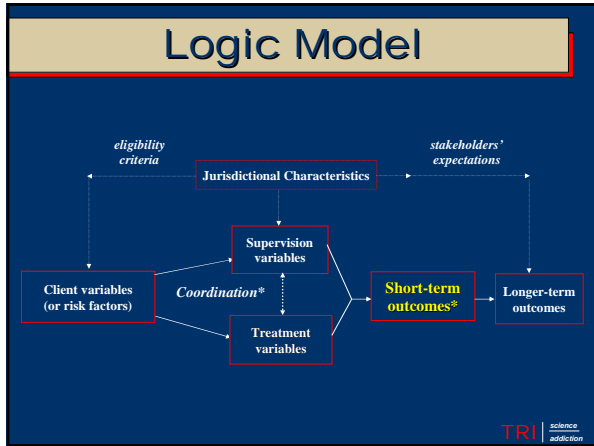 Logic Model
eligibility
criteria
stakeholders'
expectations
Jurisdictional Characteristics
Supervision
variables
Client variables
(or risk factors)
Coordination*
Short-term
outcomes*
Longer-term
outcomes
Treatment
variables
TRI science
addiction